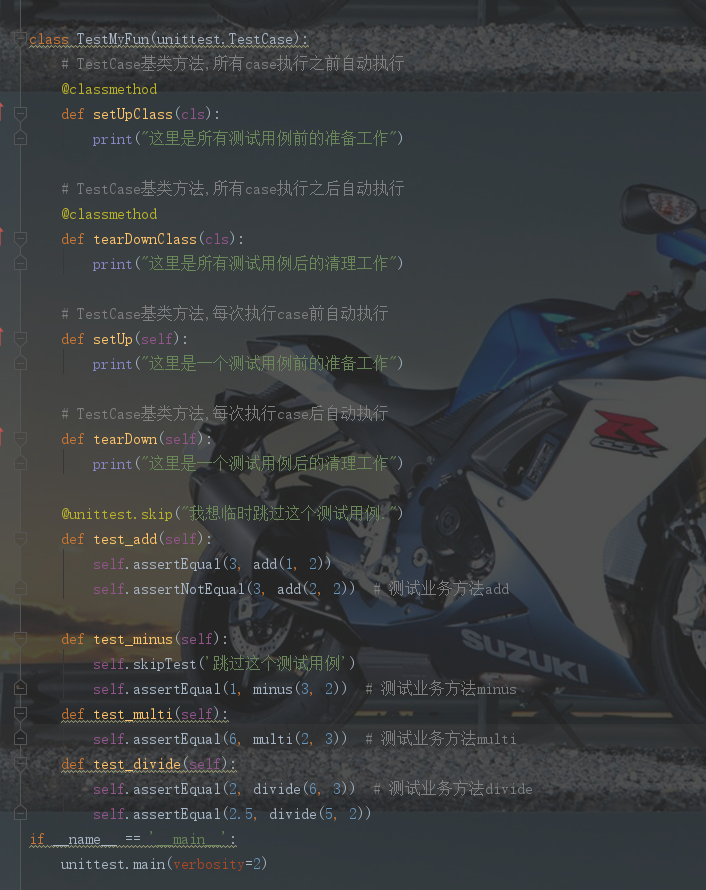 class TestMyFun(unittest.TestCase):
# TestCase基类方法,所有case执行之前自动执行
@classmethod
def setUpClass(cls):
print("这里是所有测试用例前的准备工作")
# TestCase基类方法,所有case执行之后自动执行
@classmethod
def tearDownClass(cls):
print("这里是所有测试用例后的清理工作")
# TestCase基类方法,每次执行case前自动执行
def setUp(self):
print("这里是一个测试用例前的准备工作")
# TestCase基类方法,每次执行case后自动执行
def tearDown(self):
print("这里是一个测试用例后的清理工作")
@unittest.skip("我想临时跳过这个测试用例.")
def test_add(self):
self.assertEqual(3, add(1, 2))
self.assertNotEqual(3, add(2, 2))  # 测试业务方法add
def test_minus(self):
self.skipTest('跳过这个测试用例')
self.assertEqual(1, minus(3, 2))  # 测试业务方法minus
def test_multi(self):
self.assertEqual(6, multi(2, 3))  # 测试业务方法multi
def test_divide(self):
self.assertEqual(2, divide(6, 3))  # 测试业务方法divide
self.assertEqual(2.5, divide(5, 2))
if __name__ == '__main__':
unittest.main(verbosity=2)
R
GSX
SUZUKI